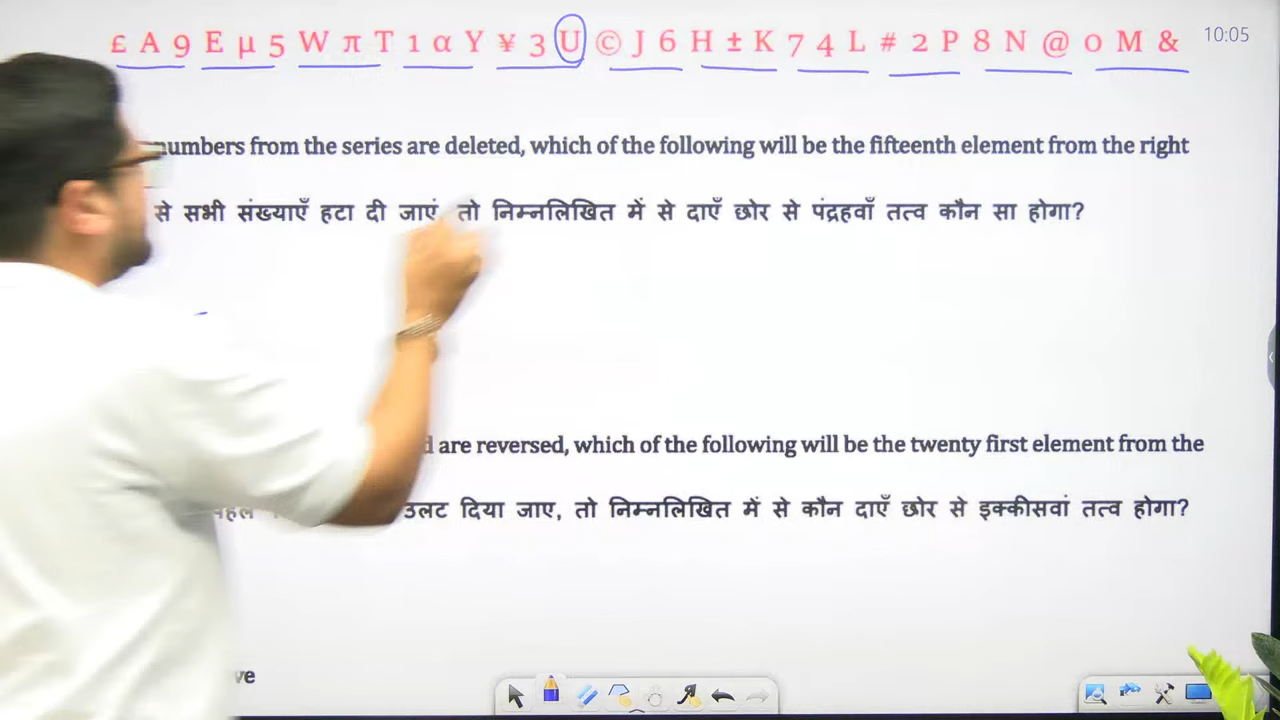 £ A 9 E µ 5 W π T 1 α Y ¥ 3 U © J 6 H ± K 7 4 L # 2 P 8 N @ 0 M &
10:05
numbers from the series are deleted, which of the following will be the fifteenth element from the right
से सभी संख्याएँ हटा दी जाएं, तो निम्नलिखित में से दाएँ छोर से पंद्रहवाँ तत्व कौन सा होगा?
are reversed, which of the following will be the twenty first element from the
उलट दिया जाए, तो निम्नलिखित में से कौन दाएँ छोर से इक्कीसवां तत्व होगा?